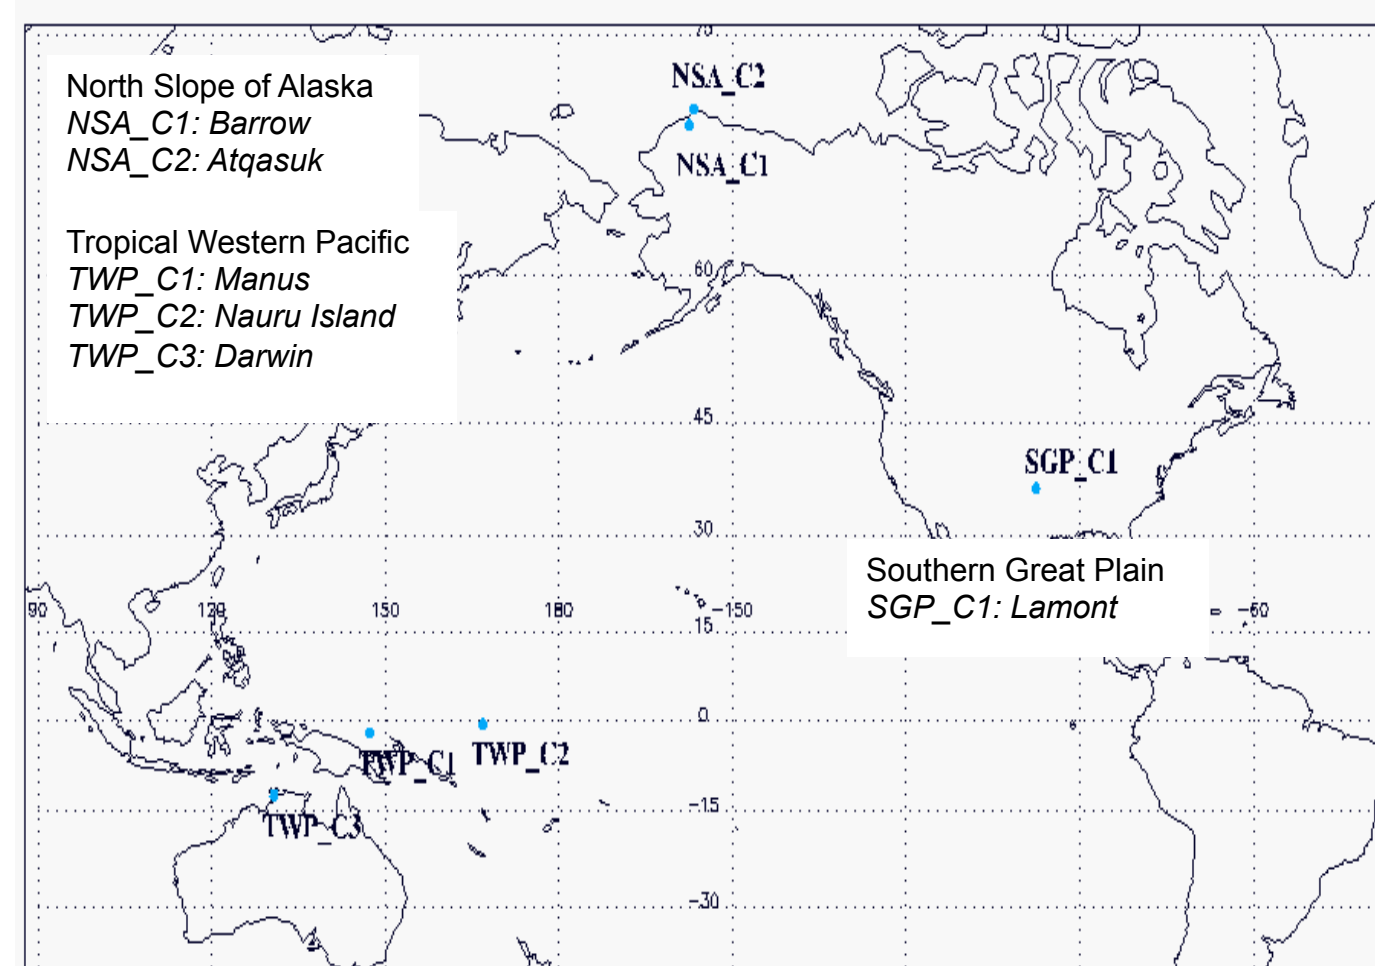 70
North Slope of Alaska
NSA_C1: Barrow
NSA_C2: Atqasuk
NSA_C2
NSA_C1
Tropical Western Pacific
TWP_C1: Manus
TWP_C2: Nauru Island
TWP_C3: Darwin
60
45
SGP_C1
30
Southern Great Plain
SGP_C1: Lamont
90 120 150 180 -150 -60
15
0
TWP_C1 TWP_C2
-15
TWP_C3
-30